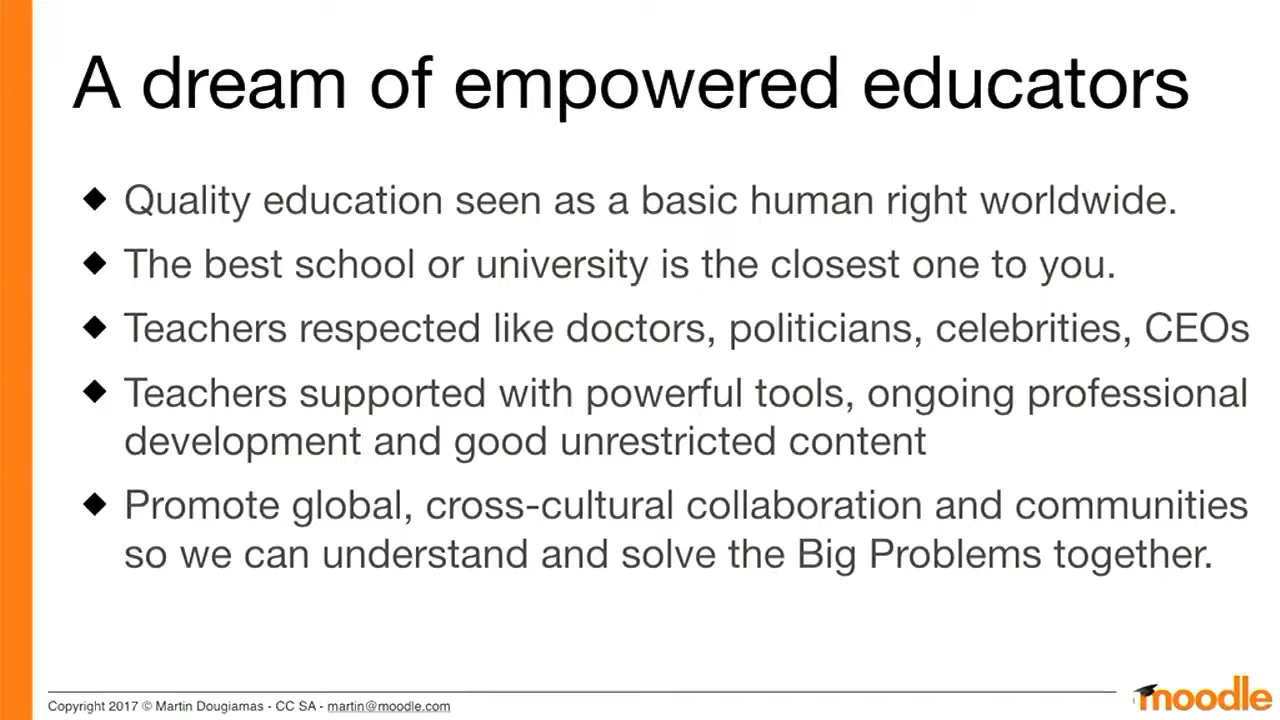 A dream of empowered educators
◆ Quality education seen as a basic human right worldwide.
◆ The best school or university is the closest one to you.
◆ Teachers respected like doctors, politicians, celebrities, CEOs
◆ Teachers supported with powerful tools, ongoing professional
development and good unrestricted content
◆ Promote global, cross-cultural collaboration and communities
so we can understand and solve the Big Problems together.
Copyright 2017 © Martin Dougiamas - CC SA - martin@moodle.com
moodle